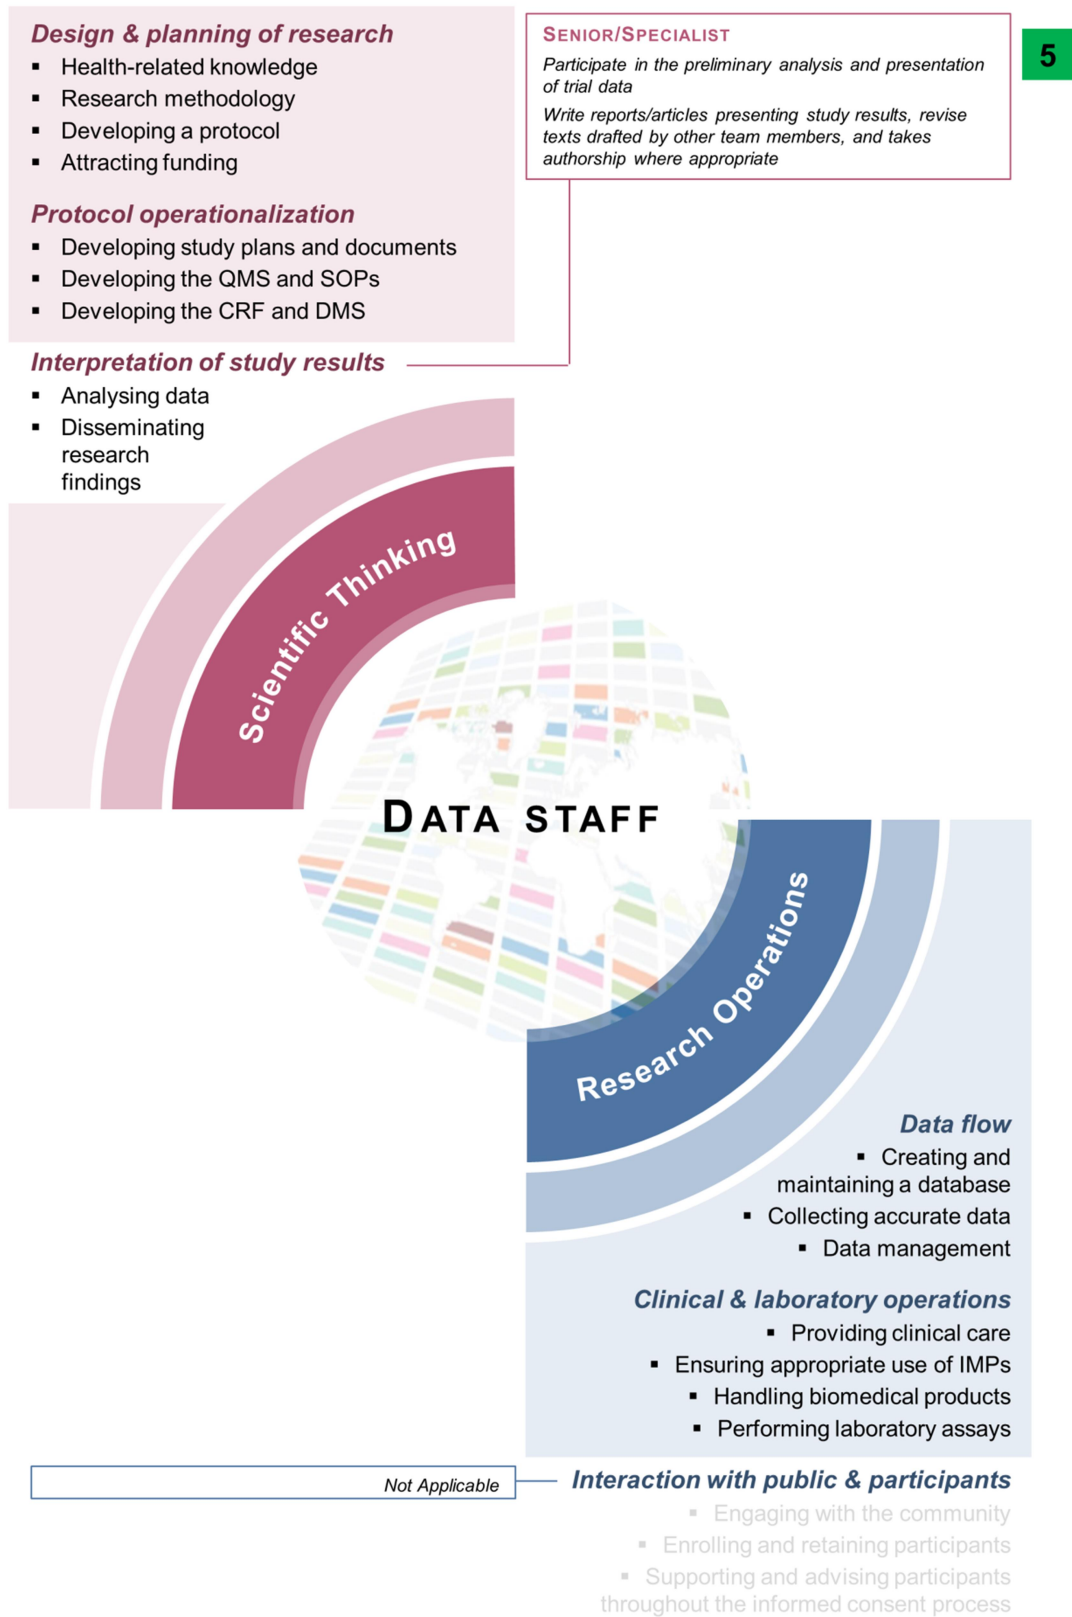 Design & planning of research
▪ Health-related knowledge
▪ Research methodology
▪ Developing a protocol
▪ Attracting funding
Protocol operationalization
▪ Developing study plans and documents
▪ Developing the QMS and SOPs
▪ Developing the CRF and DMS
Interpretation of study results
▪ Analysing data
▪ Disseminating
research
findings
SENIOR/SPECIALIST
Participate in the preliminary analysis and presentation
of trial data
Write reports/articles presenting study results, revise
texts drafted by other team members, and takes
authorship where appropriate
5
Scientific Thinking
DATA STAFF
Research Operations
Data flow
▪ Creating and
maintaining a database
▪ Collecting accurate data
▪ Data management
Clinical & laboratory operations
▪ Providing clinical care
▪ Ensuring appropriate use of IMPs
▪ Handling biomedical products
▪ Performing laboratory assays
Not Applicable
Interaction with public & participants
▪ Engaging with the community
▪ Enrolling and retaining participants
▪ Supporting and advising participants
throughout the informed consent process